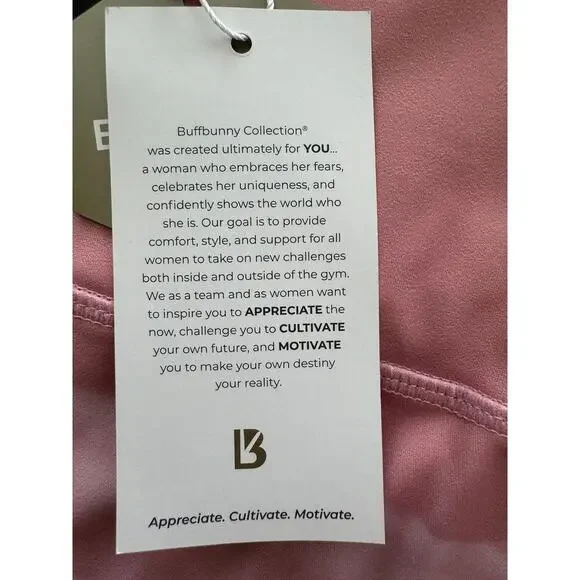 Buffbunny Collection®
was created ultimately for YOU...
a woman who embraces her fears,
celebrates her uniqueness, and
confidently shows the world who
she is. Our goal is to provide
comfort, style, and support for all
women to take on new challenges
both inside and outside of the gym.
We as a team and as women want
to inspire you to APPRECIATE the
now, challenge you to CULTIVATE
your own future, and MOTIVATE
you to make your own destiny
your reality.
B
Appreciate. Cultivate. Motivate.